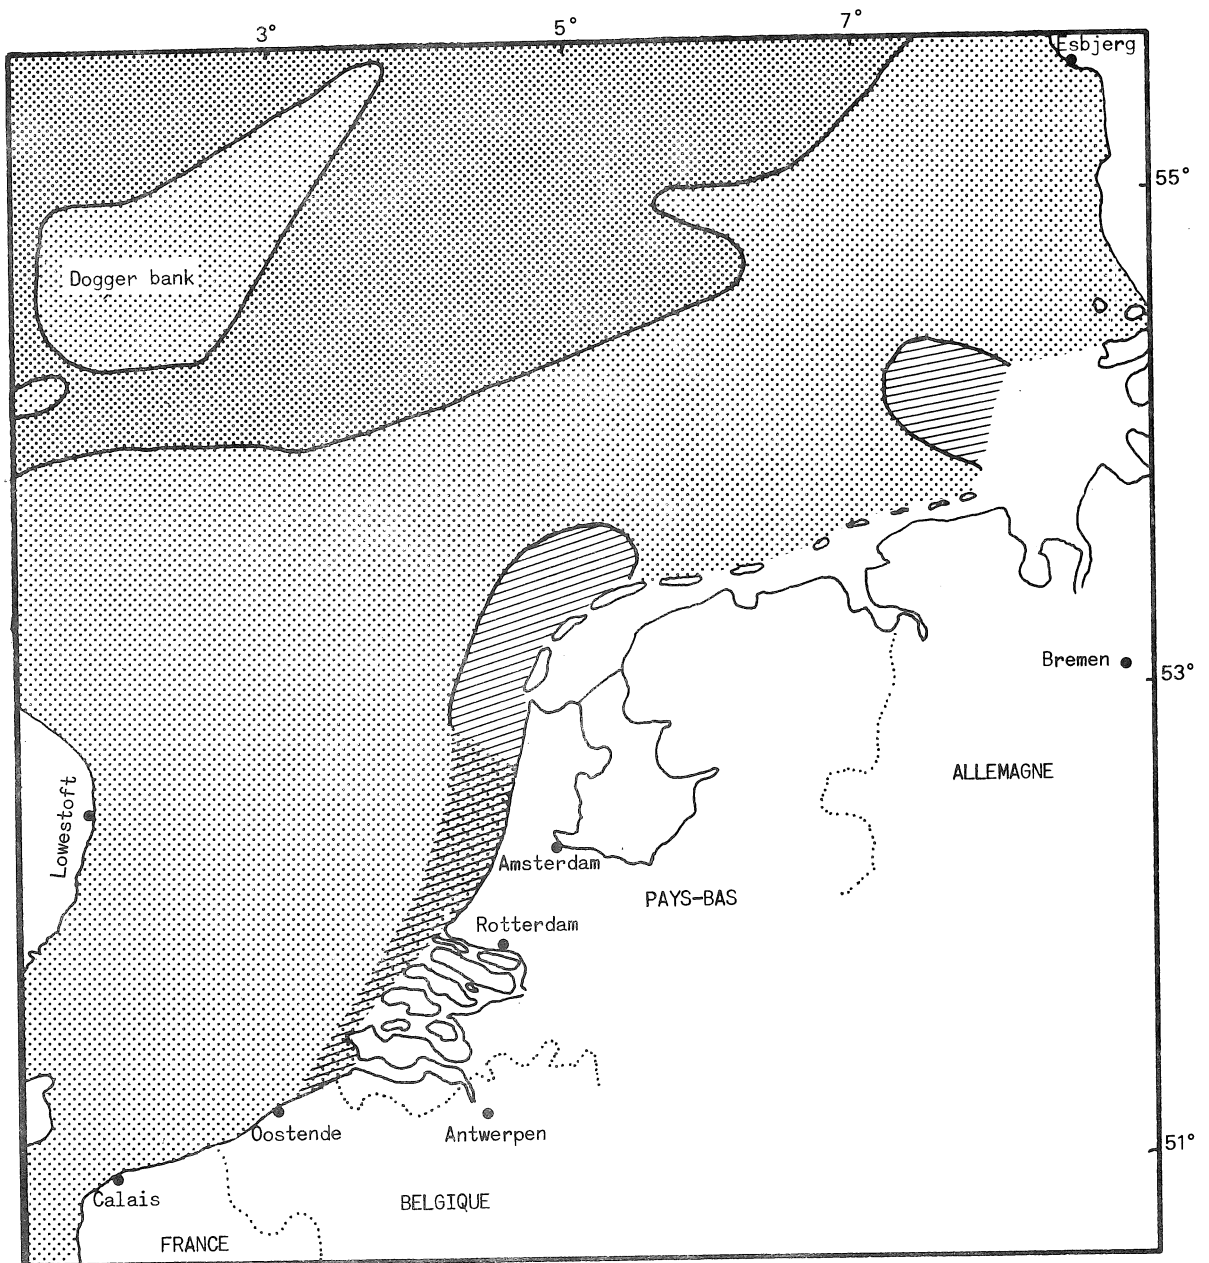 3°
5°
7°
Esbjerg
55°
Dogger bank
Bremen
53°
ALLEMAGNE
Lowestoft
Amsterdam
PAYS-BAS
Rotterdam
Oostende
Antwerpen
51°
Calais
BELGIQUE
FRANCE